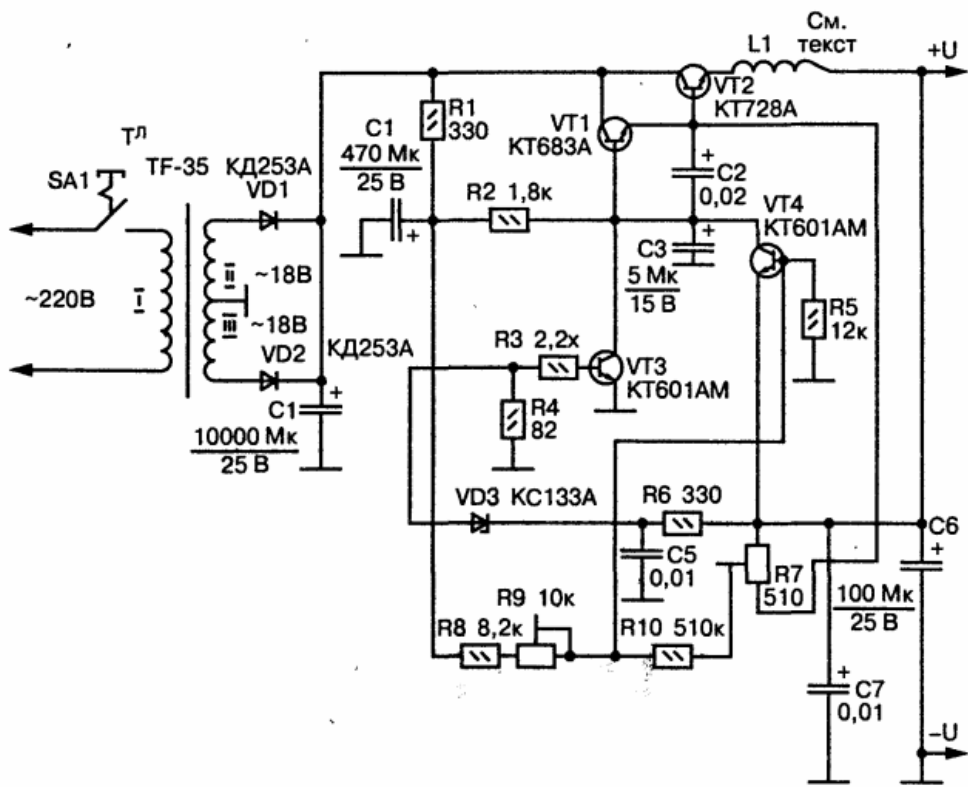 См.
текст
L1
+U
VT2
КТ728А
R1
330
C1
470 Мк
25 В
VT1
КТ683А
Тл
SA1
TF-35
КД253А
VD1
R2 1,8к
C2
0,02
VT4
КТ601АМ
C3
5 Мк
15 В
~220В
I
II
~18В
III
~18В
VD2
КД253А
R5
12к
R3 2,2х
VT3
КТ601АМ
R4
82
C1
10000 Мк
25 В
VD3 КС133А
R6 330
C6
C5
0,01
R7
510
100 Мк
25 В
R9 10к
R8 8,2к
R10 510к
C7
0,01
−U